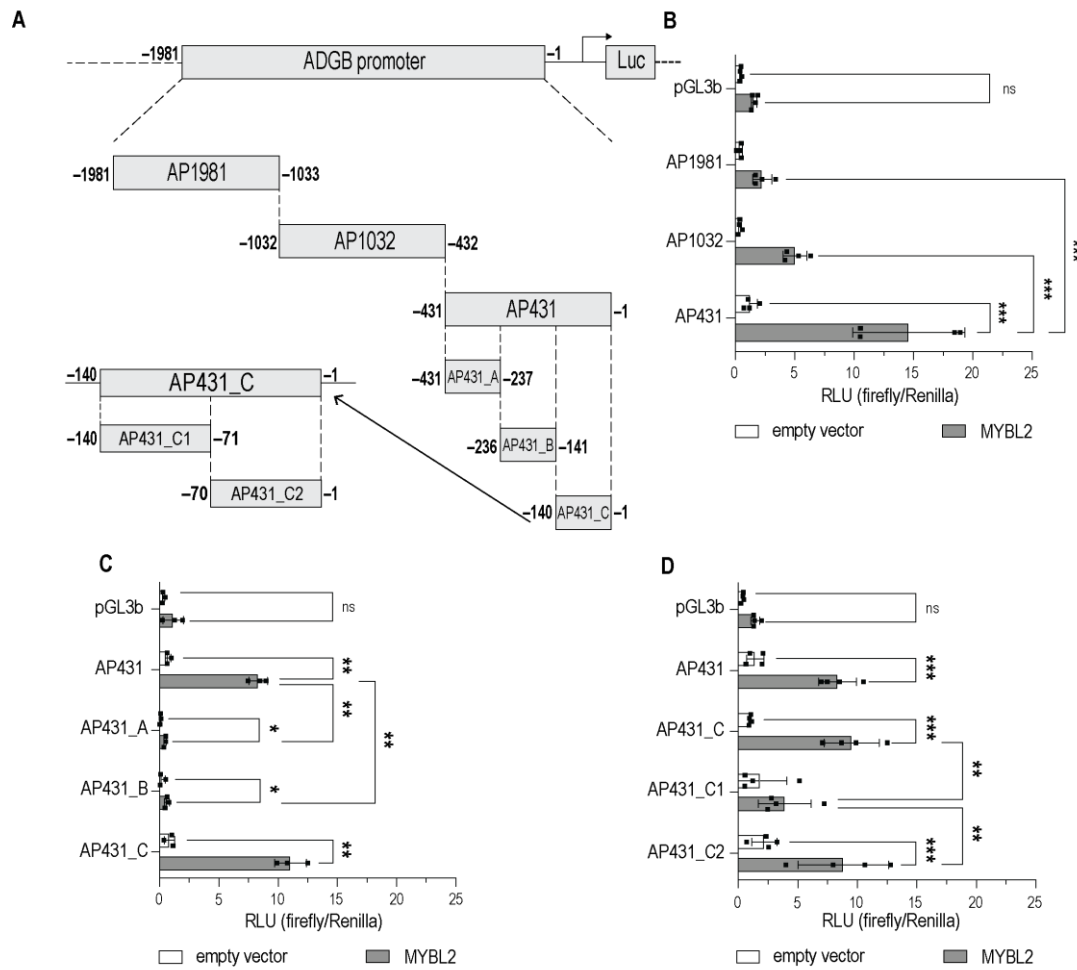 A
–1981
ADGB promoter
–1
Luc
–1981
AP1981
–1033
–1032
AP1032
–432
–431
AP431
–1
–431
AP431_A
–237
–236
AP431_B
–141
–140
AP431_C
–1
–140
AP431_C
–1
–140
AP431_C1
–71
–70
AP431_C2
–1
B
pGL3b
ns
AP1981
AP1032
AP431
***
***
***
0 5 10 15 20 25
RLU (firefly/Renilla)
empty vector MYBL2
C
pGL3b
ns
AP431
**
**
AP431_A
*
**
AP431_B
*
AP431_C
**
0 5 10 15 20 25
RLU (firefly/Renilla)
empty vector MYBL2
D
pGL3b
ns
AP431
***
AP431_C
***
**
AP431_C1
**
AP431_C2
***
0 5 10 15 20 25
RLU (firefly/Renilla)
empty vector MYBL2